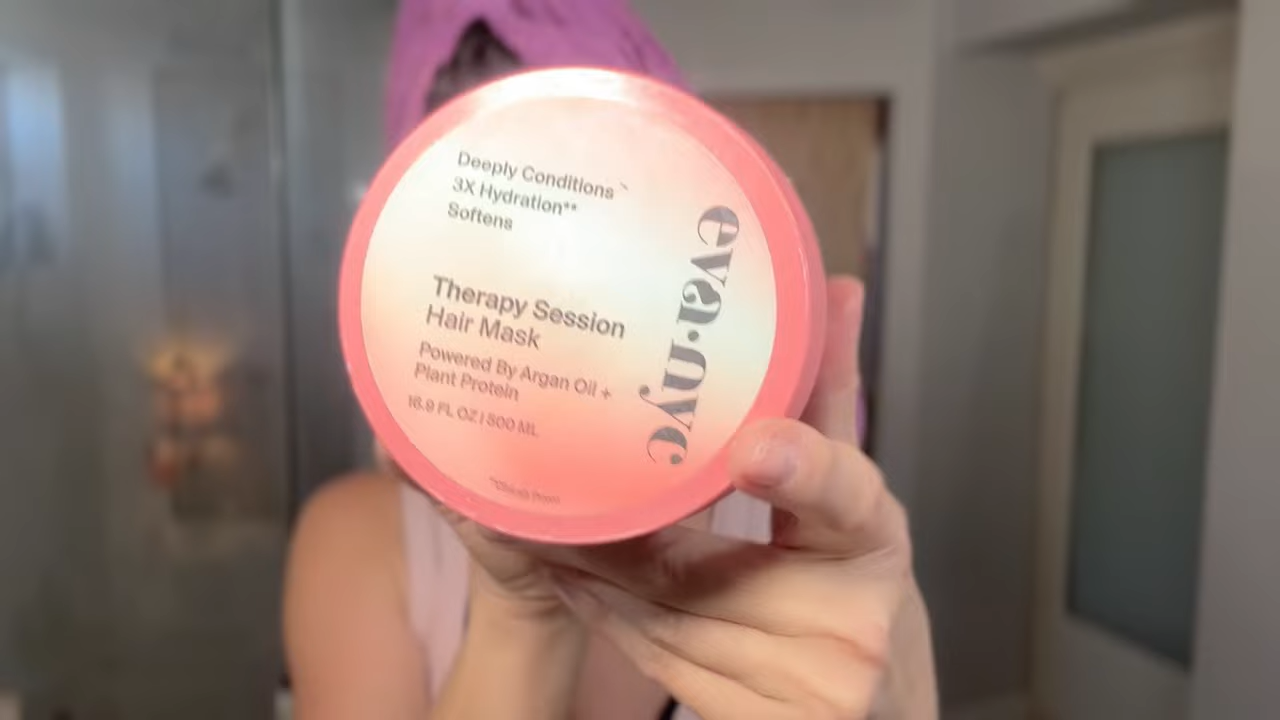 Deeply Conditions
3X Hydration**
Softens
Therapy Session
Hair Mask
Powered By Argan Oil +
Plant Protein
16.9 FL OZ / 500 ML
eva·nyc